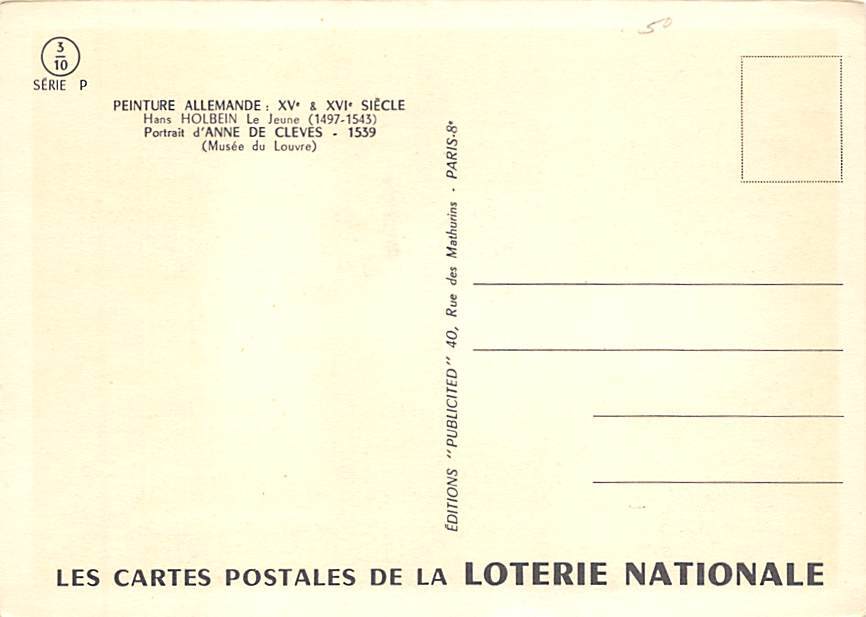 3
10
SÉRIE P
PEINTURE ALLEMANDE : XVe & XVIe SIÈCLE
Hans HOLBEIN Le Jeune (1497-1543)
Portrait d'ANNE DE CLEVES - 1539
(Musée du Louvre)
50
ÉDITIONS "PUBLICITED" 40, Rue des Mathurins - PARIS-8e
LES CARTES POSTALES DE LA LOTERIE NATIONALE